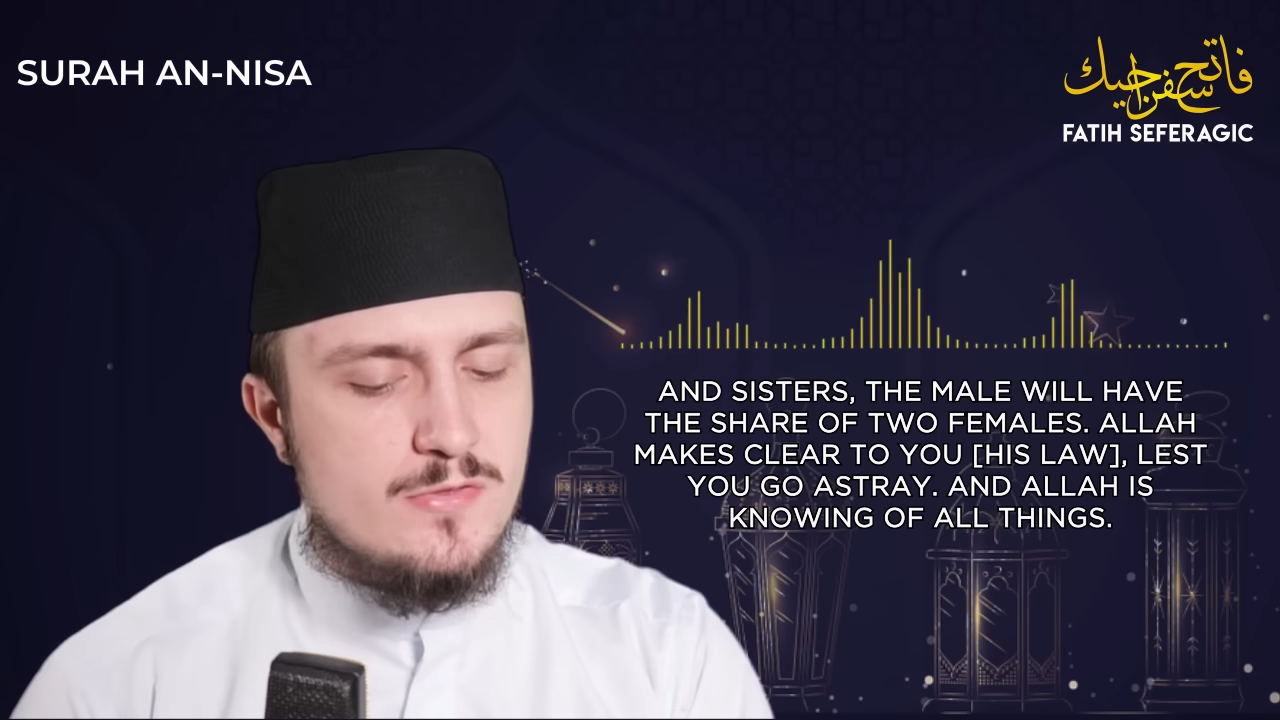 SURAH AN-NISA
فاتح سفراجيك
FATIH SEFERAGIC
AND SISTERS, THE MALE WILL HAVE
THE SHARE OF TWO FEMALES. ALLAH
MAKES CLEAR TO YOU [HIS LAW], LEST
YOU GO ASTRAY. AND ALLAH IS
KNOWING OF ALL THINGS.